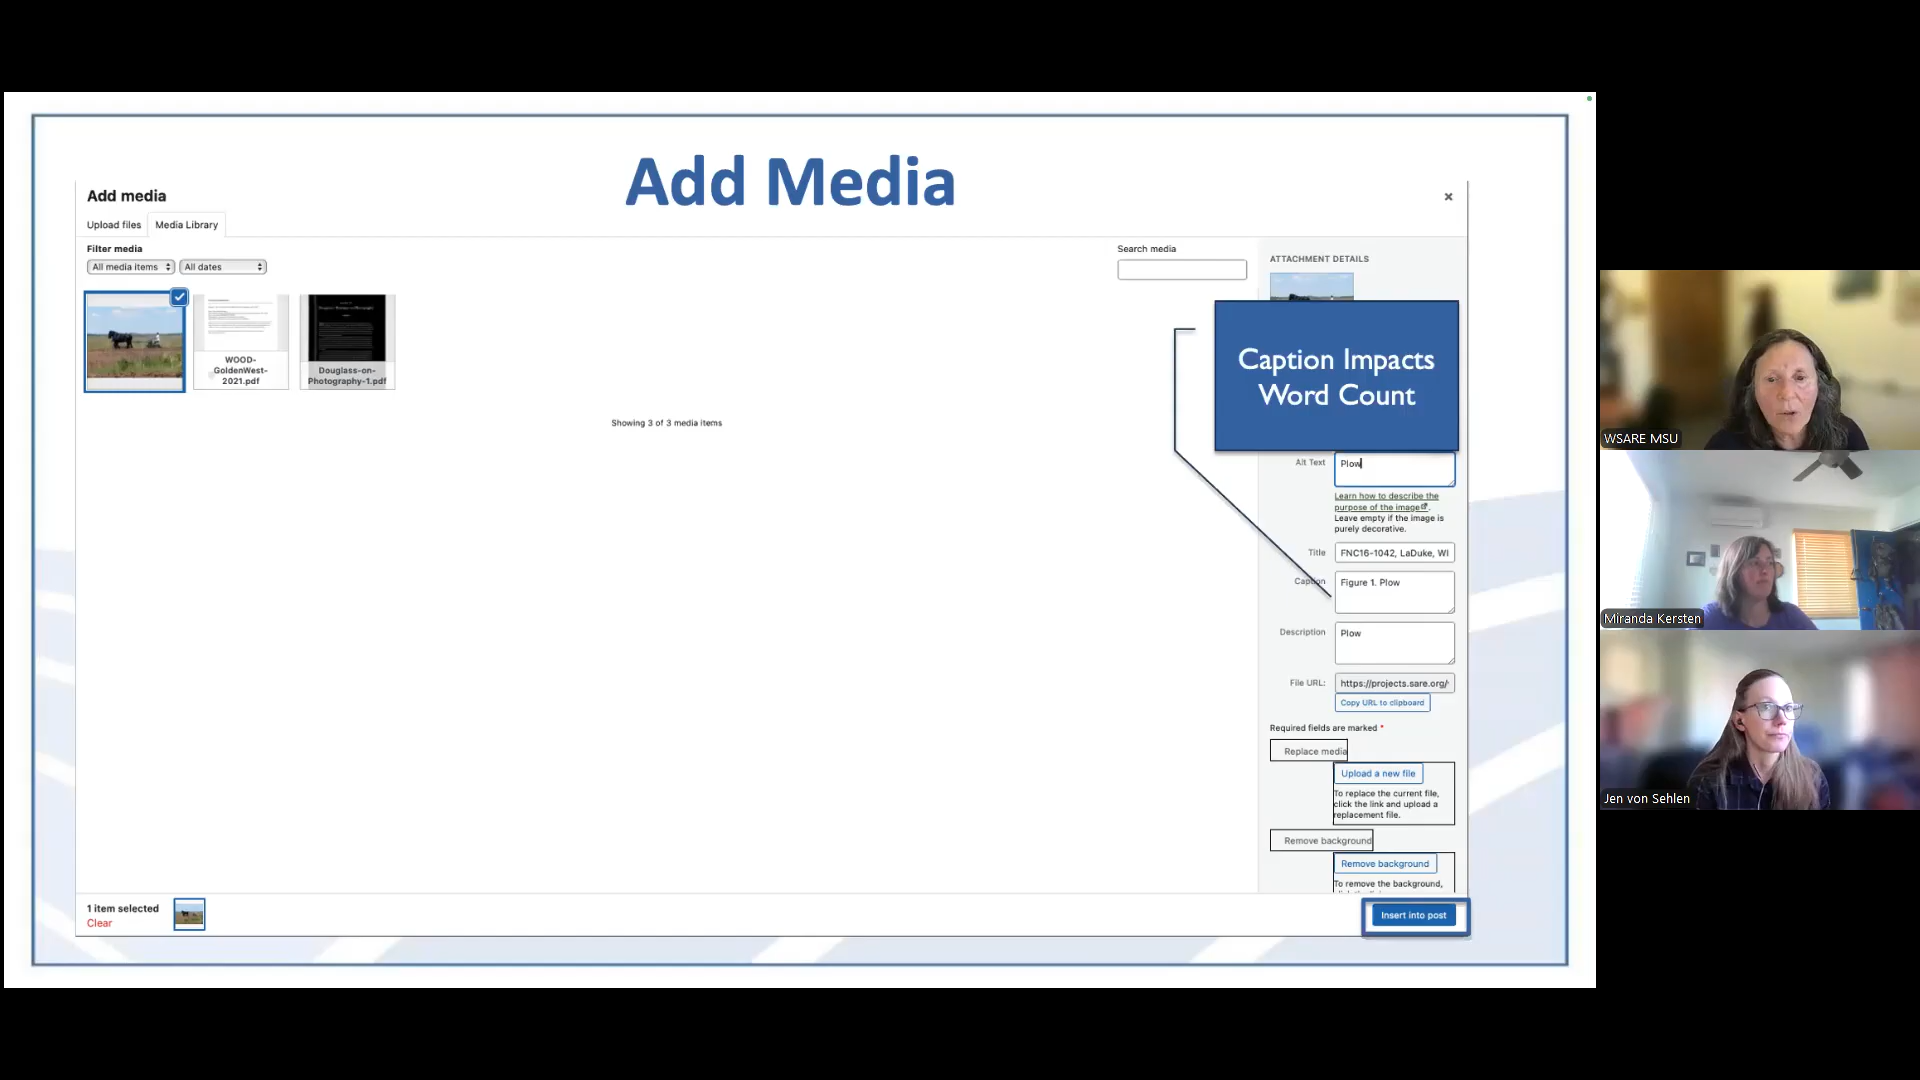 Add Media
Add media
Upload files
Media Library
Filter media
All media items
All dates
Search media
WOOD-
GoldenWest-
2021.pdf
Douglass-on-
Photography-1.pdf
Showing 3 of 3 media items
ATTACHMENT DETAILS
Caption Impacts
Word Count
Alt Text
Plow
Learn how to describe the
purpose of the image.
Leave empty if the image is
purely decorative.
Title
FNC16-1042, LaDuke, WI
Caption
Figure 1. Plow
Description
Plow
File URL:
https://projects.sare.org/
Copy URL to clipboard
Required fields are marked *
Replace media
Upload a new file
To replace the current file,
click the link and upload a
replacement file.
Remove background
Remove background
To remove the background,
1 item selected
Clear
Insert into post
WSARE MSU
Miranda Kersten
Jen von Sehlen